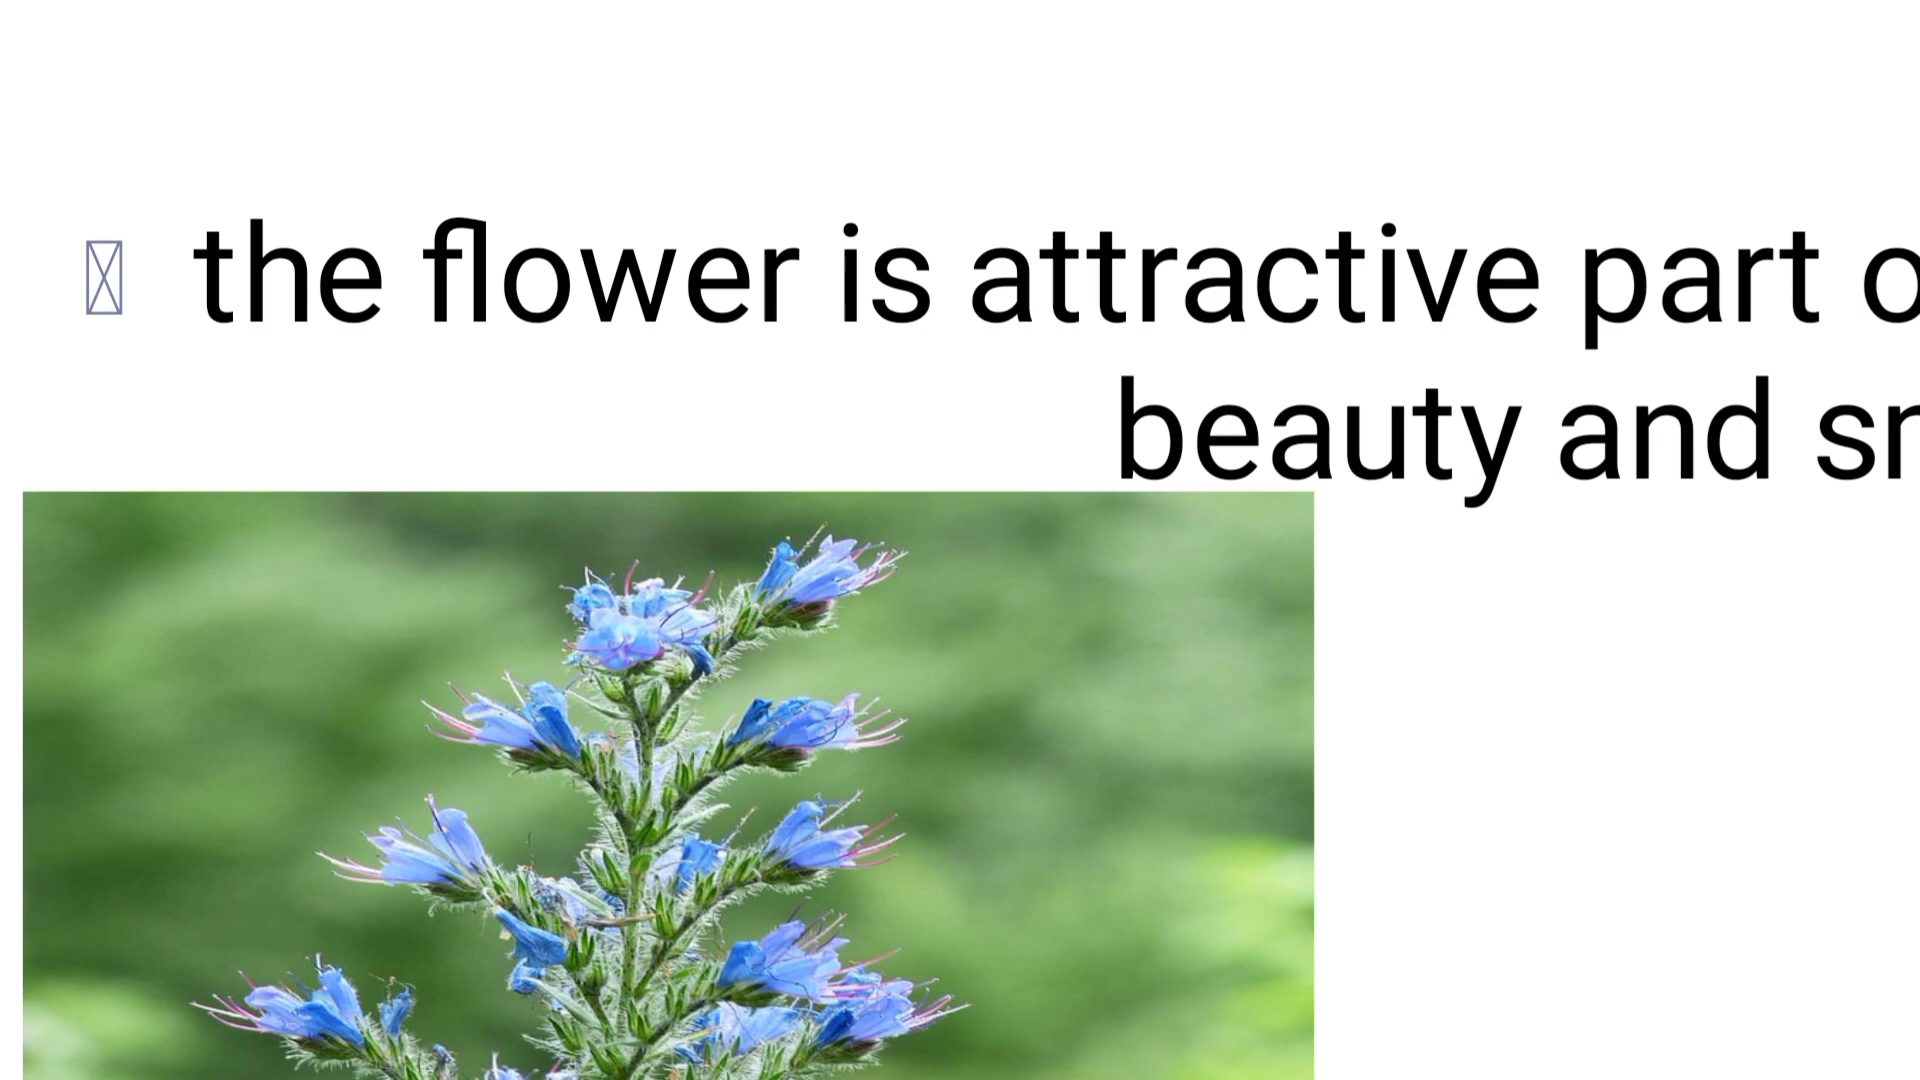 the flower is attractive part
beauty and